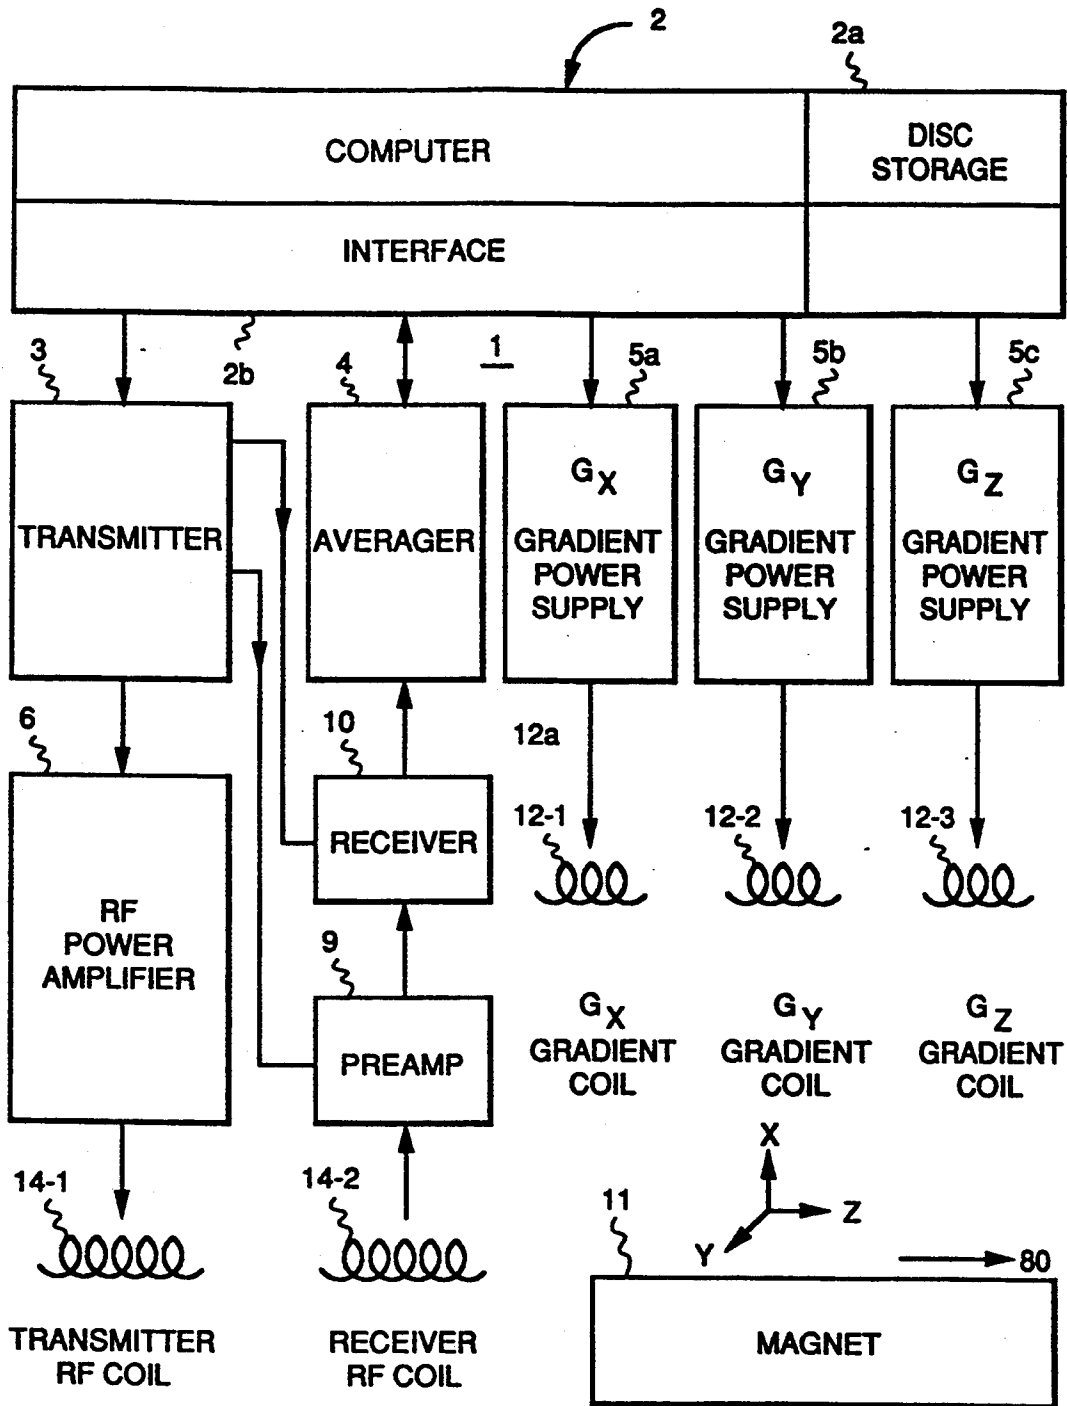 2
2a
COMPUTER
DISC
STORAGE
INTERFACE
3
2b
4
1
5a
5b
5c
TRANSMITTER
AVERAGER
GX
GRADIENT
POWER
SUPPLY
GY
GRADIENT
POWER
SUPPLY
GZ
GRADIENT
POWER
SUPPLY
6
10
12a
RECEIVER
12-1
12-2
12-3
RF
POWER
AMPLIFIER
9
PREAMP
GX
GRADIENT
COIL
GY
GRADIENT
COIL
GZ
GRADIENT
COIL
14-1
14-2
X
Z
Y
11
80
TRANSMITTER
RF COIL
RECEIVER
RF COIL
MAGNET